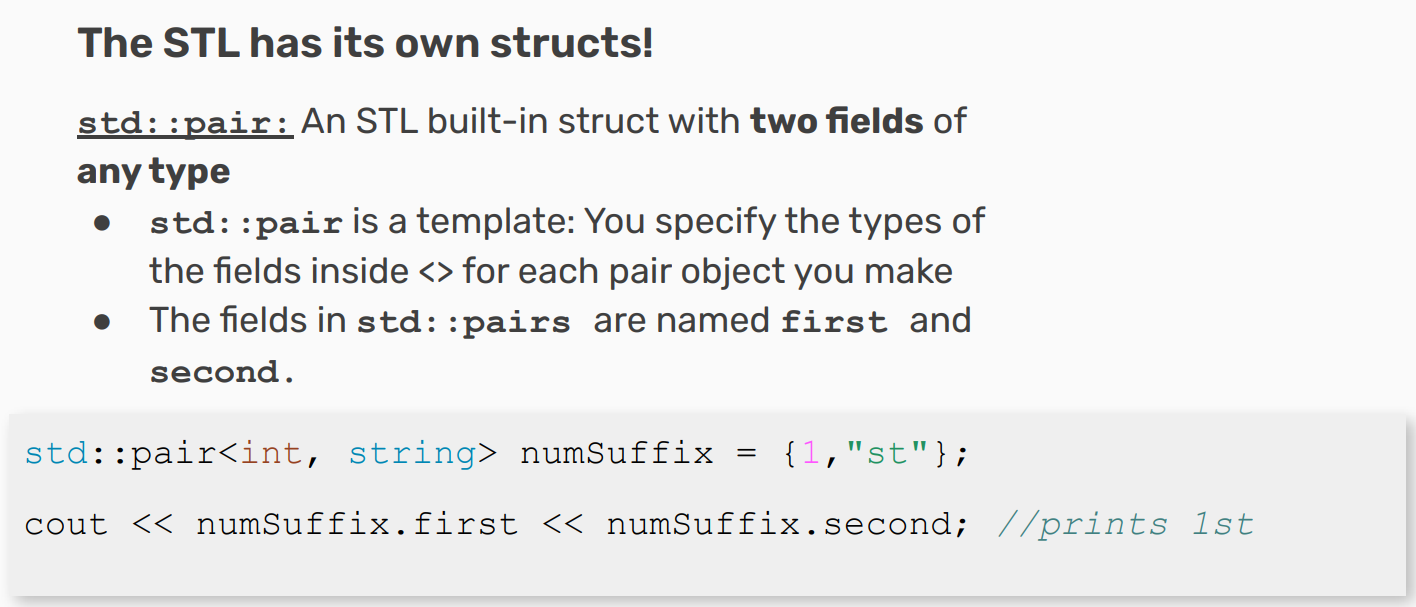 The STL has its own structs!
std::pair: An STL built-in struct with two fields of
any type
● std::pair is a template: You specify the types of
the fields inside <> for each pair object you make
● The fields in std::pairs are named first and
second.
std::pair<int, string> numSuffix = {1,"st"};
cout << numSuffix.first << numSuffix.second; //prints 1st